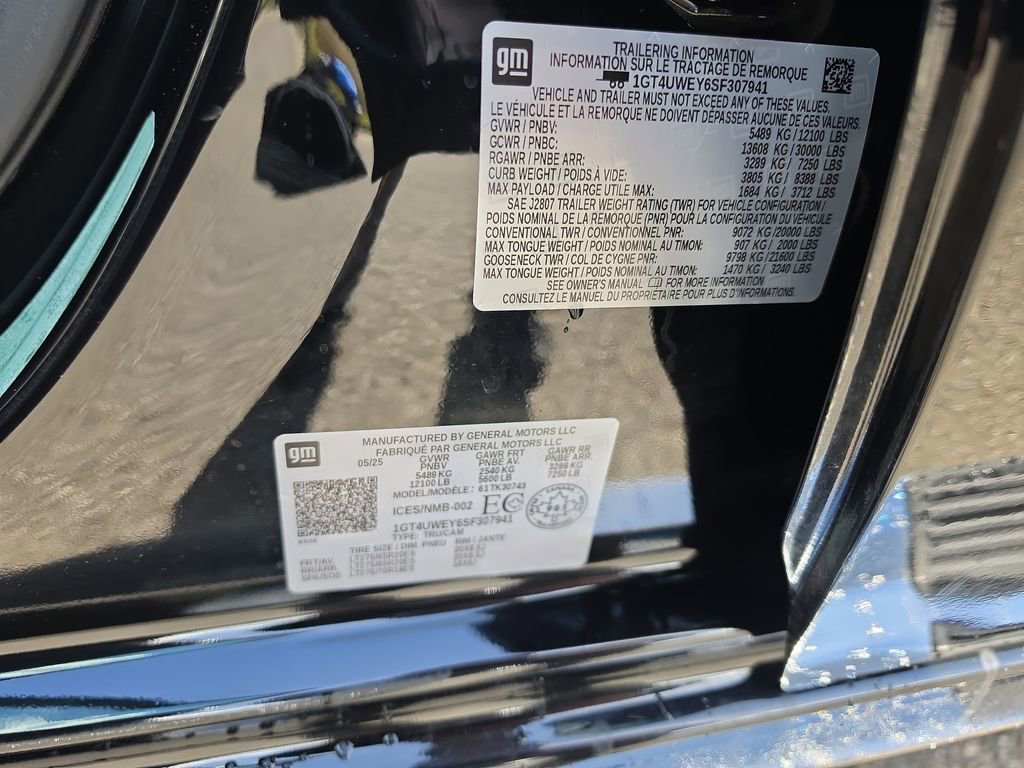 gm
TRAILERING INFORMATION
INFORMATION SUR LE TRACTAGE DE REMORQUE
1GT4UWEY6SF307941
VEHICLE AND TRAILER MUST NOT EXCEED ANY OF THESE VALUES.
LE VÉHICULE ET LA REMORQUE NE DOIVENT DÉPASSER AUCUNE DE CES VALEURS.
GVWR / PNBV: 5489 KG / 12100 LBS
GCWR / PNBC: 13608 KG / 30000 LBS
RGAWR / PNBE ARR: 3289 KG / 7250 LBS
CURB WEIGHT / POIDS À VIDE: 3805 KG / 8388 LBS
MAX PAYLOAD / CHARGE UTILE MAX: 1684 KG / 3712 LBS
SAE J2807 TRAILER WEIGHT RATING (TWR) FOR VEHICLE CONFIGURATION /
POIDS NOMINAL DE LA REMORQUE (PNR) POUR LA CONFIGURATION DU VÉHICULE
CONVENTIONAL TWR / CONVENTIONNEL PNR: 9072 KG / 20000 LBS
MAX TONGUE WEIGHT / POIDS NOMINAL AU TIMON: 907 KG / 2000 LBS
GOOSENECK TWR / COL DE CYGNE PNR: 9798 KG / 21600 LBS
MAX TONGUE WEIGHT / POIDS NOMINAL AU TIMON: 1470 KG / 3240 LBS
SEE OWNER'S MANUAL FOR MORE INFORMATION
CONSULTEZ LE MANUEL DU PROPRIÉTAIRE POUR PLUS D'INFORMATIONS.
gm
MANUFACTURED BY GENERAL MOTORS LLC
FABRIQUÉ PAR GENERAL MOTORS LLC
05/25 GVWR GAWR FRT GAWR RR
PNBV PNBE AV. PNBE ARR.
5489 KG 2540 KG 3289 KG
12100 LB 5600 LB 7250 LB
MODEL/MODÈLE: 61TK30743
ICES/NMB-002 EC CANADA
1GT4UWEY6SF307941
TYPE: TRU/CAM
TIRE SIZE / DIM. PNEU RIM / JANTE
FRT/AV
RR/ARR
SPA/SOS